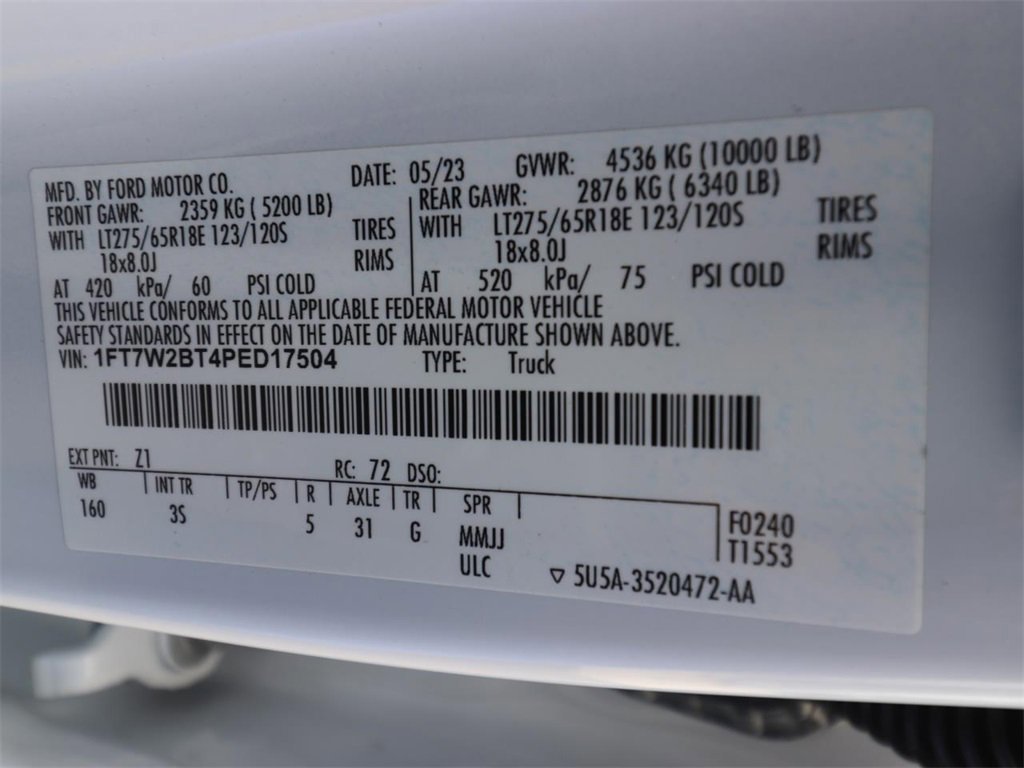 MFD. BY FORD MOTOR CO. DATE: 05/23 GVWR: 4536 KG (10000 LB)
FRONT GAWR: 2359 KG ( 5200 LB) REAR GAWR: 2876 KG ( 6340 LB)
WITH LT275/65R18E 123/120S TIRES WITH LT275/65R18E 123/120S TIRES
18x8.0J RIMS 18x8.0J RIMS
AT 420 kPa/ 60 PSI COLD AT 520 kPa/ 75 PSI COLD
THIS VEHICLE CONFORMS TO ALL APPLICABLE FEDERAL MOTOR VEHICLE
SAFETY STANDARDS IN EFFECT ON THE DATE OF MANUFACTURE SHOWN ABOVE.
VIN: 1FT7W2BT4PED17504 TYPE: Truck
EXT PNT: Z1 RC: 72 DSO:
WB INT TR TP/PS R AXLE TR SPR
160 3S 5 31 G MMJJ F0240
ULC T1553
5U5A-3520472-AA